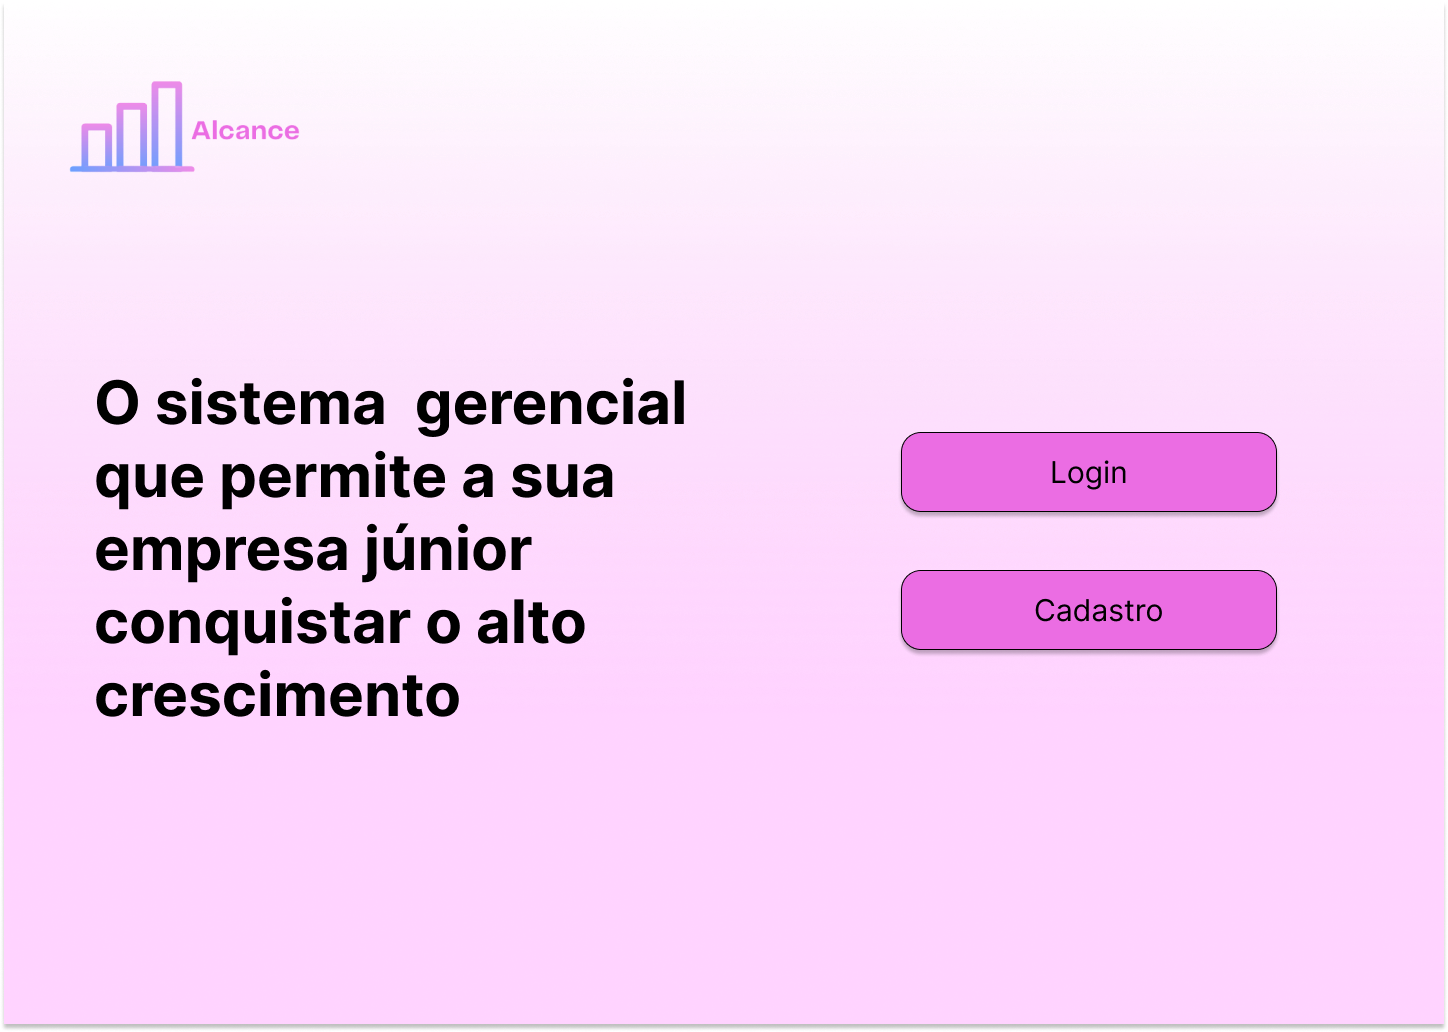 Alcance
O sistema  gerencial
que permite a sua
empresa júnior
conquistar o alto
crescimento
Login
Cadastro